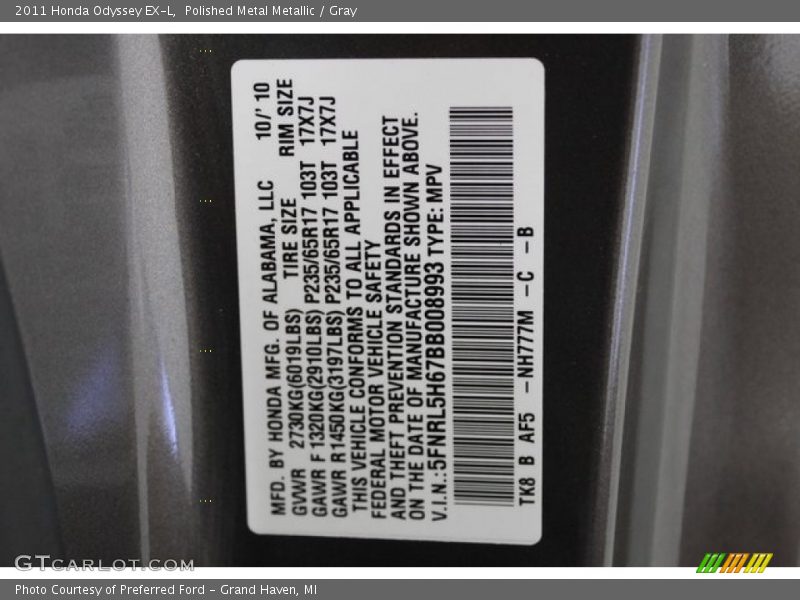 2011 Honda Odyssey EX-L, Polished Metal Metallic / Gray
MFD. BY HONDA MFG. OF ALABAMA, LLC 10/' 10
GVWR 2730KG(6019LBS) TIRE SIZE RIM SIZE
GAWR F 1320KG(2910LBS) P235/65R17 103T 17X7J
GAWR R 1450KG(3197LBS) P235/65R17 103T 17X7J
THIS VEHICLE CONFORMS TO ALL APPLICABLE
FEDERAL MOTOR VEHICLE SAFETY
AND THEFT PREVENTION STANDARDS IN EFFECT
ON THE DATE OF MANUFACTURE SHOWN ABOVE.
V.I.N.: 5FNRL5H67BB008993 TYPE: MPV
TK8 B AF5 -NH777M -C -B
GTCARLOT.COM
Photo Courtesy of Preferred Ford - Grand Haven, MI